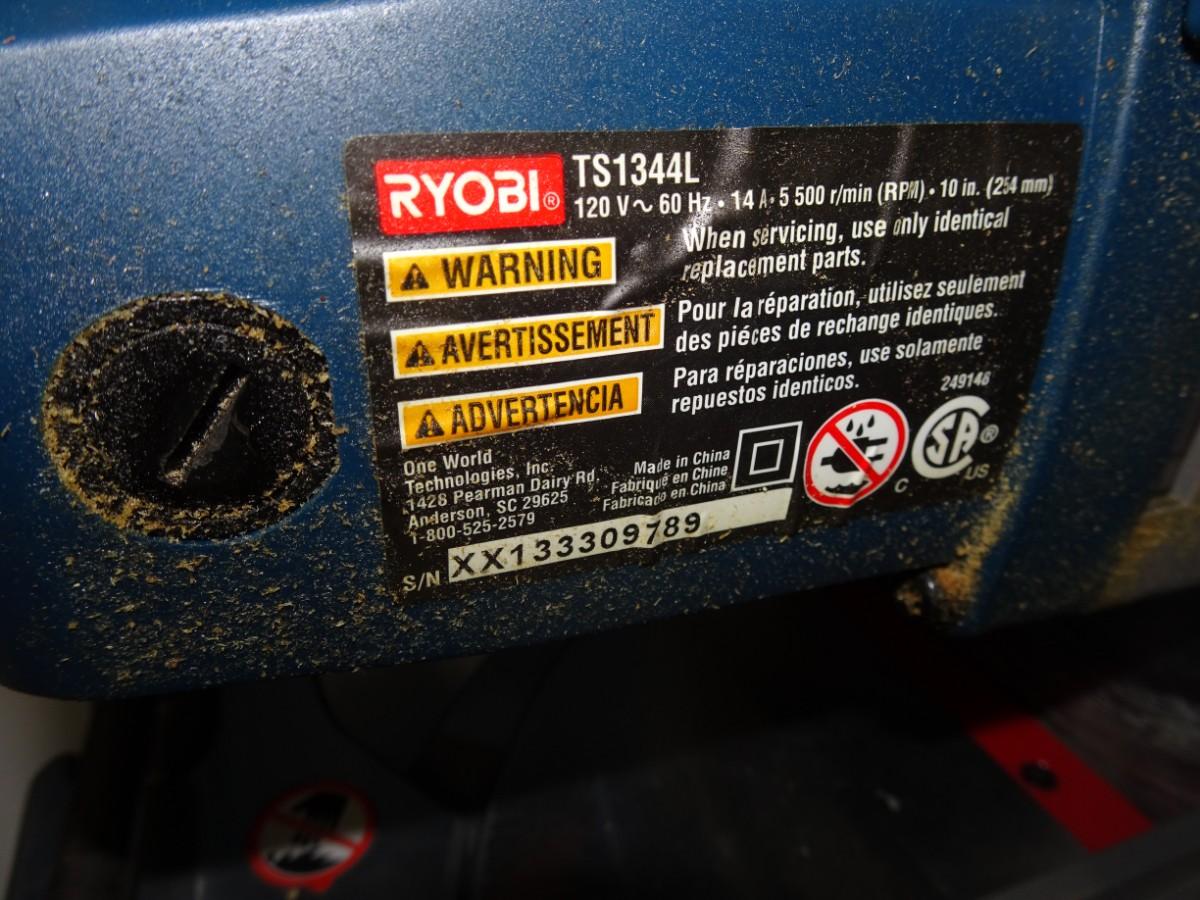 RYOBI®
TS1344L
120 V ~ 60 Hz • 14 A • 5 500 r/min (RPM) • 10 in. (254 mm)
WARNING
When servicing, use only identical
replacement parts.
AVERTISSEMENT
Pour la réparation, utilisez seulement
des piéces de rechange identiques.
ADVERTENCIA
Para réparaciones, use solamente
repuestos identicos.
249146
One World
Technologies, Inc.
1428 Pearman Dairy Rd.
Anderson, SC 29625
1-800-525-2579
Made in China
Fabriqué en Chine
Fabricado en China
C SA® US
S/N XX133309789